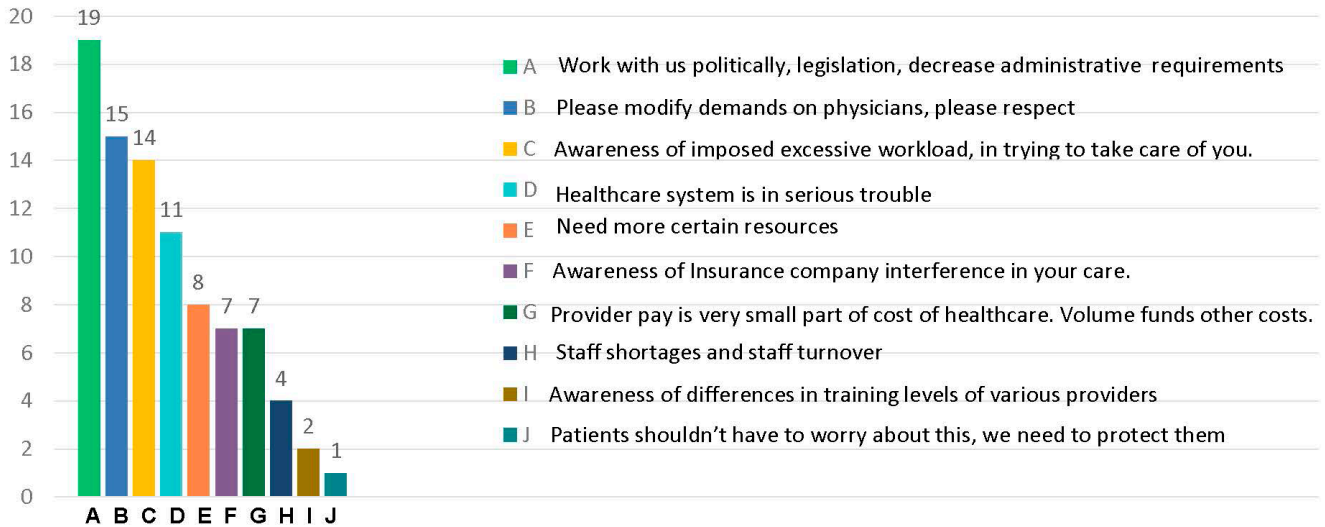 20
18
16
14
12
10
8
6
4
2
0
19
15
14
11
8
7
7
4
2
1
A B C D E F G H I J
A Work with us politically, legislation, decrease administrative requirements
B Please modify demands on physicians, please respect
C Awareness of imposed excessive workload, in trying to take care of you.
D Healthcare system is in serious trouble
E Need more certain resources
F Awareness of Insurance company interference in your care.
G Provider pay is very small part of cost of healthcare. Volume funds other costs.
H Staff shortages and staff turnover
I Awareness of differences in training levels of various providers
J Patients shouldn't have to worry about this, we need to protect them